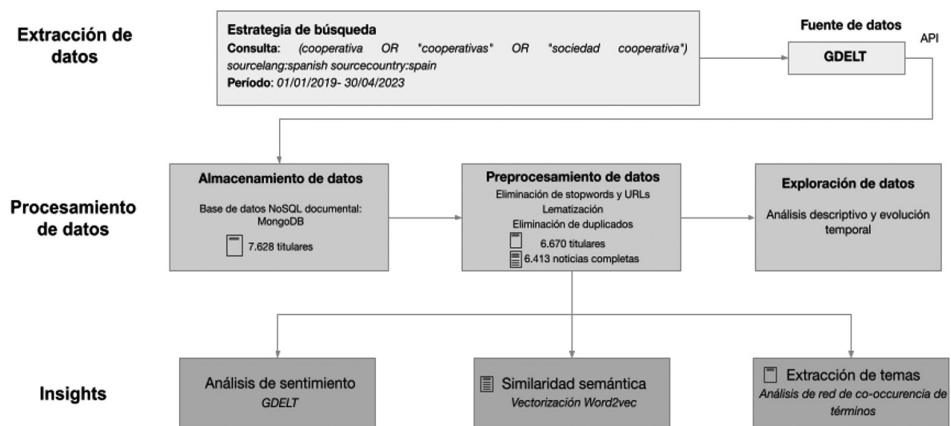 Extracción de
datos
Estrategia de búsqueda
Consulta: (cooperativa OR "cooperativas" OR "sociedad cooperativa")
sourcelang:spanish sourcecountry:spain
Período: 01/01/2019- 30/04/2023
Fuente de datos
GDELT
API
Procesamiento
de datos
Almacenamiento de datos
Base de datos NoSQL documental:
MongoDB
7.628 titulares
Preprocesamiento de datos
Eliminación de stopwords y URLs
Lematización
Eliminación de duplicados
6.670 titulares
6.413 noticias completas
Exploración de datos
Análisis descriptivo y evolución
temporal
Insights
Análisis de sentimiento
GDELT
Similaridad semántica
Vectorización Word2vec
Extracción de temas
Análisis de red de co-occurencia de
términos